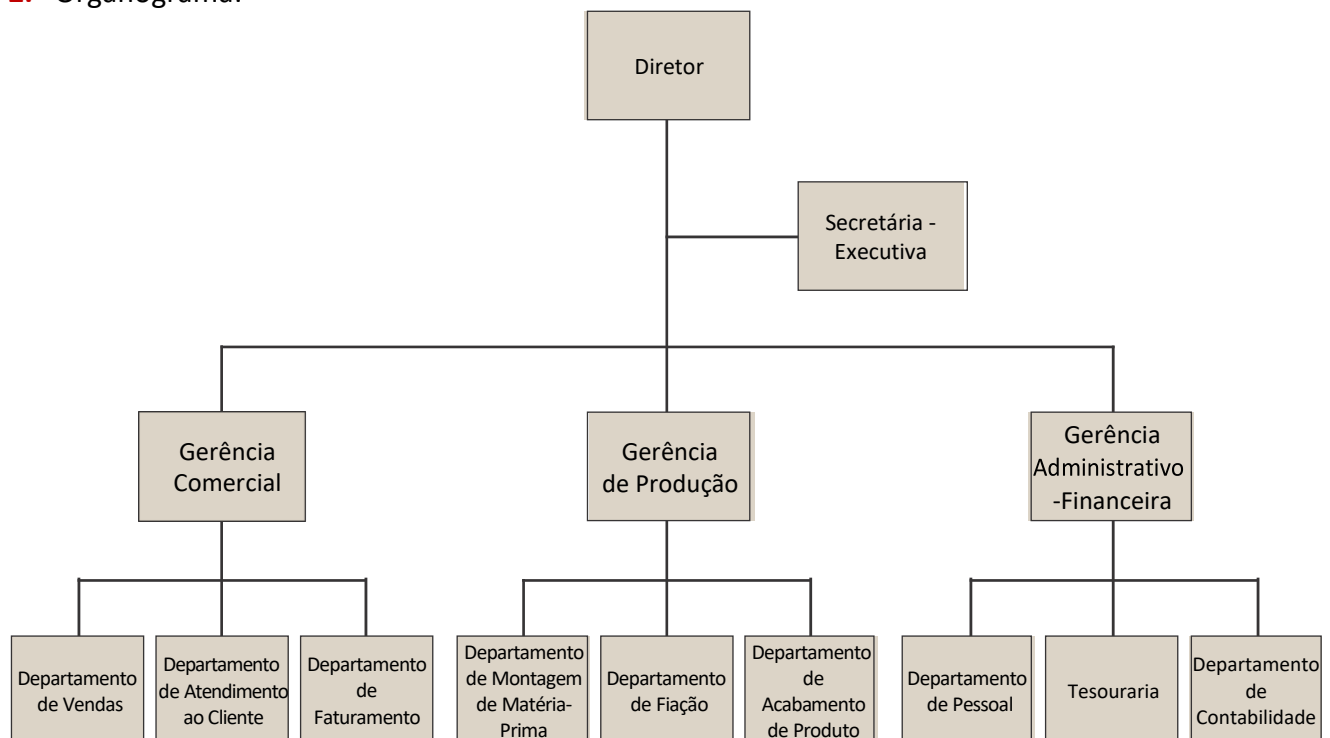 2. Organograma:
Diretor
Secretária -
Executiva
Gerência
Comercial
Gerência
de Produção
Gerência
Administrativo
-Financeira
Departamento
de Vendas
Departamento
de Atendimento
ao Cliente
Departamento
de
Faturamento
Departamento
de Montagem
de Matéria-
Prima
Departamento
de Fiação
Departamento
de
Acabamento
de Produto
Departamento
de Pessoal
Tesouraria
Departamento
de
Contabilidade